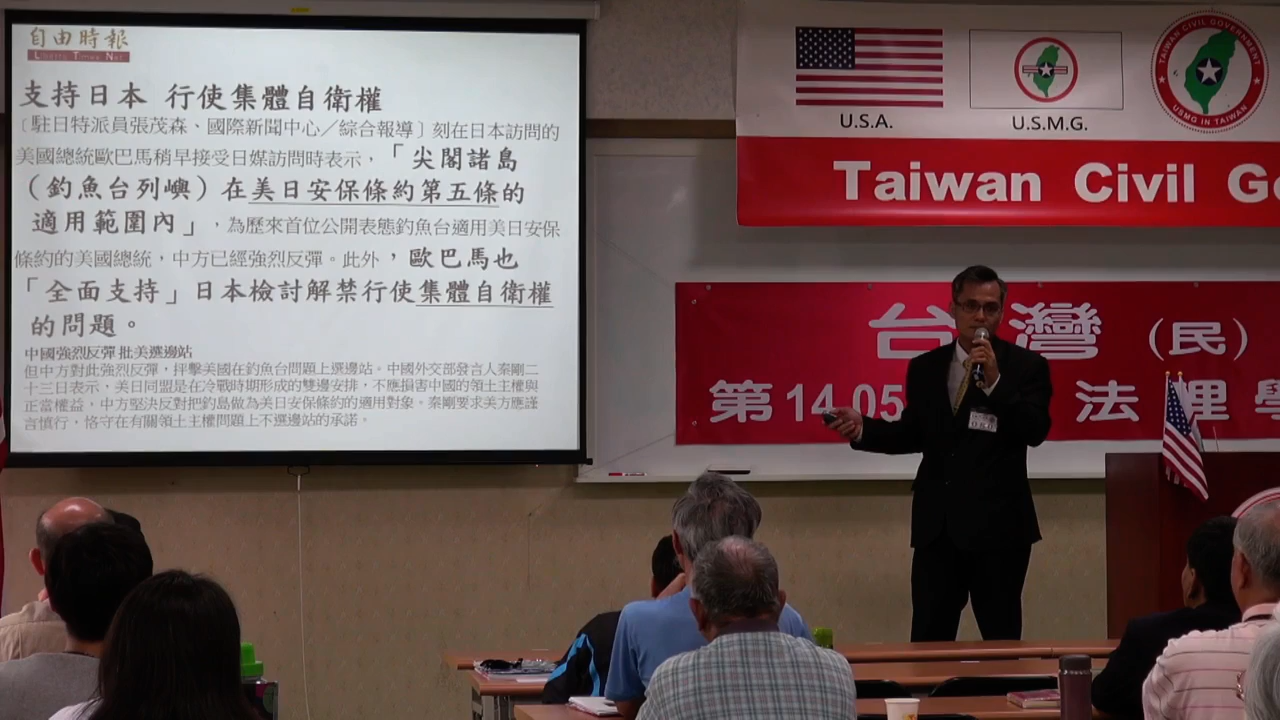 自由時報
Liberty Times Net
支持日本 行使集體自衛權
〔駐日特派員張茂森、國際新聞中心／綜合報導〕刻在日本訪問的
美國總統歐巴馬稍早接受日媒訪問時表示，「尖閣諸島
（釣魚台列嶼）在美日安保條約第五條的
適用範圍內」，為歷來首位公開表態釣魚台適用美日安保
條約的美國總統，中方已經強烈反彈。此外，歐巴馬也
「全面支持」日本檢討解禁行使集體自衛權
的問題。
中國強烈反彈 批美選邊站
但中方對此強烈反彈，抨擊美國在釣魚台問題上選邊站。中國外交部發言人秦剛二
十三日表示，美日同盟是在冷戰時期形成的雙邊安排，不應損害中國的領土主權與
正當權益。中方堅決反對把釣島做為美日安保條約的適用對象。秦剛要求美方應謹
言慎行，恪守在有關領土主權問題上不選邊站的承諾。
U.S.A.
U.S.M.G.
TAIWAN CIVIL GOVERNMENT
USMG IN TAIWAN
Taiwan Civil Go
台灣（民）
第14.05 法理學